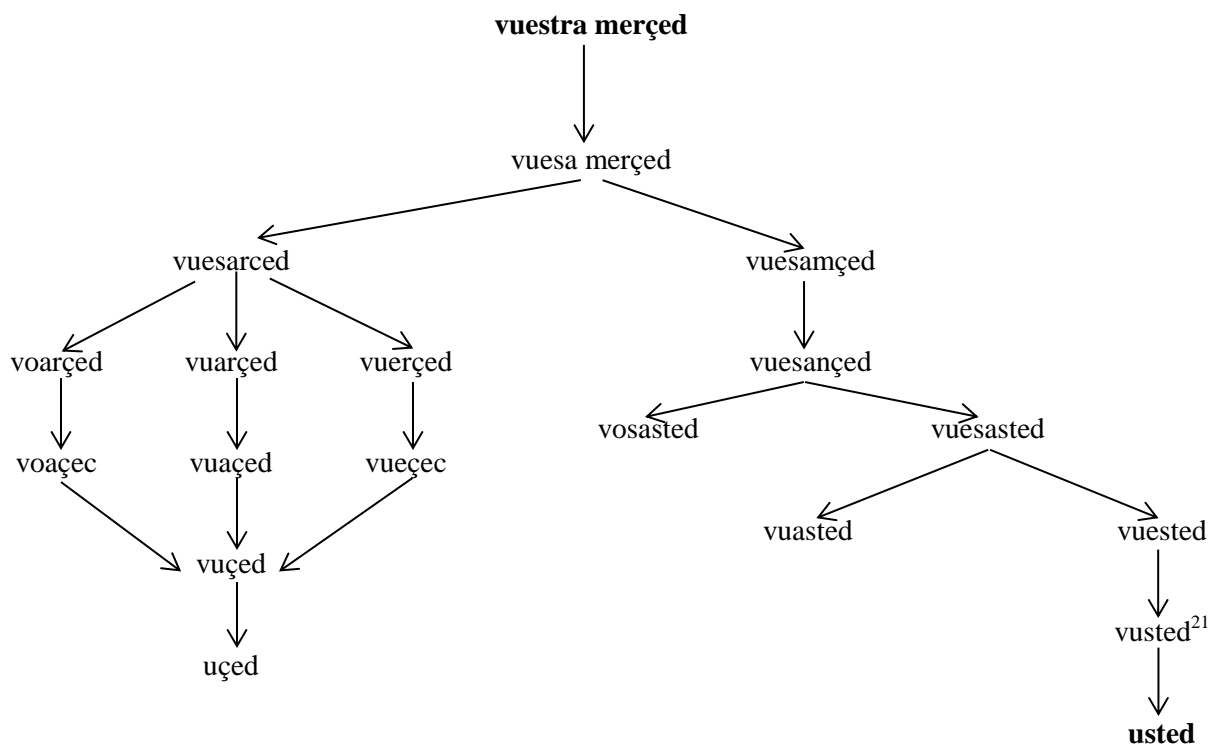 vuestra merçed
vuesa merçed
vuesarced vuesamçed
voarçed vuarçed vuerçed vuesançed
vosasted vuesasted
voaçec vuaçed vueçec
vuasted vuested
vuçed
vusted21
uçed
usted